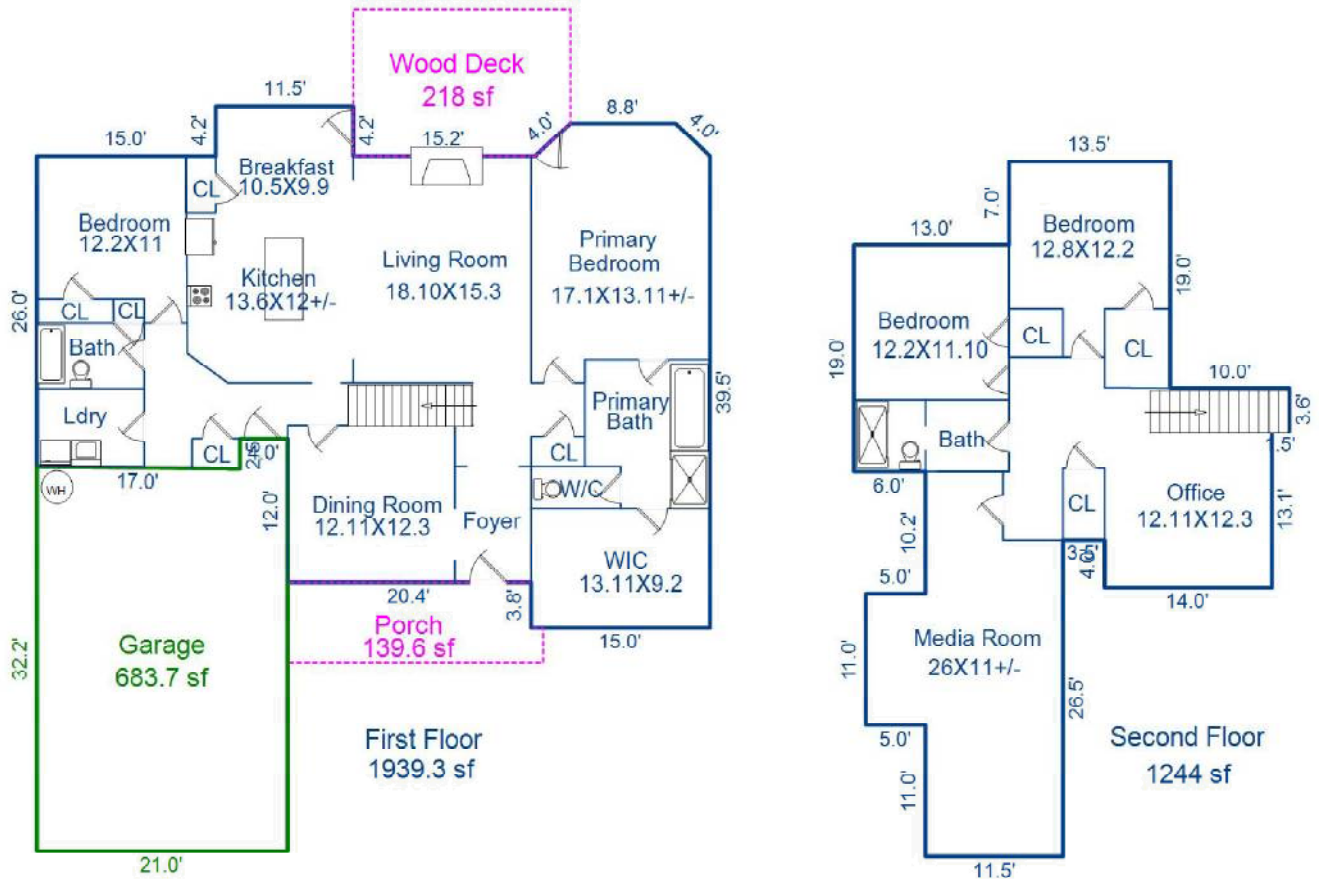 Wood Deck
218 sf
11.5'
8.8'
15.0'
4.2'
4.2'
15.2'
4.0'
4.0'
CL
Breakfast
10.5X9.9
Bedroom
12.2X11
Kitchen
13.6X12+/-
Living Room
18.10X15.3
Primary
Bedroom
17.1X13.11+/-
26.0'
CL
CL
Bath
Ldry
39.5'
Primary
Bath
CL
CL
17.0'
WH
12.0'
Dining Room
12.11X12.3
Foyer
W/C
WIC
13.11X9.2
20.4'
3.8'
15.0'
Porch
139.6 sf
32.2'
Garage
683.7 sf
21.0'
First Floor
1939.3 sf
13.5'
7.0'
13.0'
Bedroom
12.8X12.2
19.0'
Bedroom
12.2X11.10
CL
CL
19.0'
10.0'
3.6'
Bath
6.0'
CL
Office
12.11X12.3
13.1'
10.2'
3.5'
14.0'
5.0'
Media Room
26X11+/-
11.0'
26.5'
5.0'
11.0'
11.5'
Second Floor
1244 sf